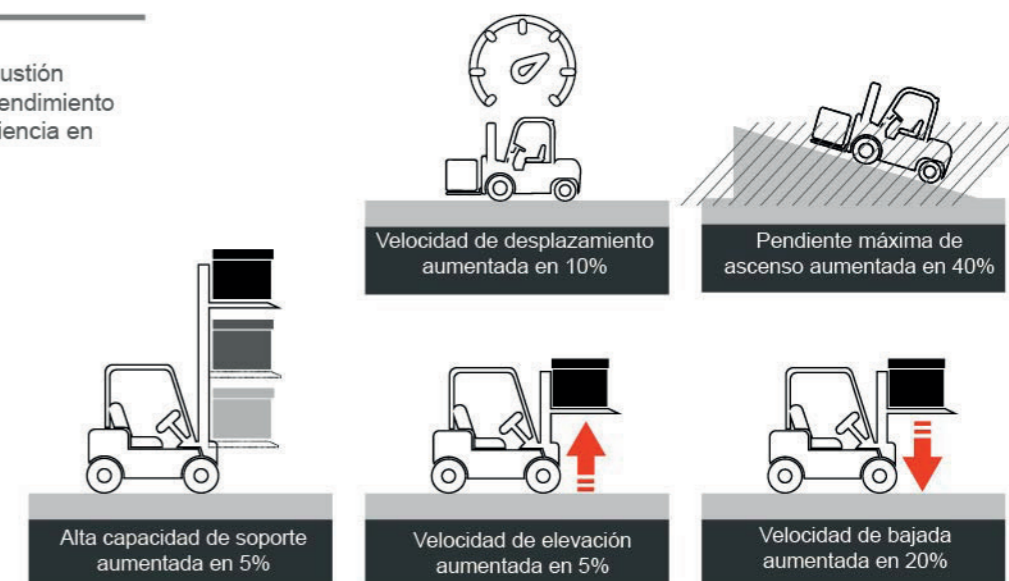 ustión
endimiento
iencia en
Velocidad de desplazamiento
aumentada en 10%
Pendiente máxima de
ascenso aumentada en 40%
Alta capacidad de soporte
aumentada en 5%
Velocidad de elevación
aumentada en 5%
Velocidad de bajada
aumentada en 20%